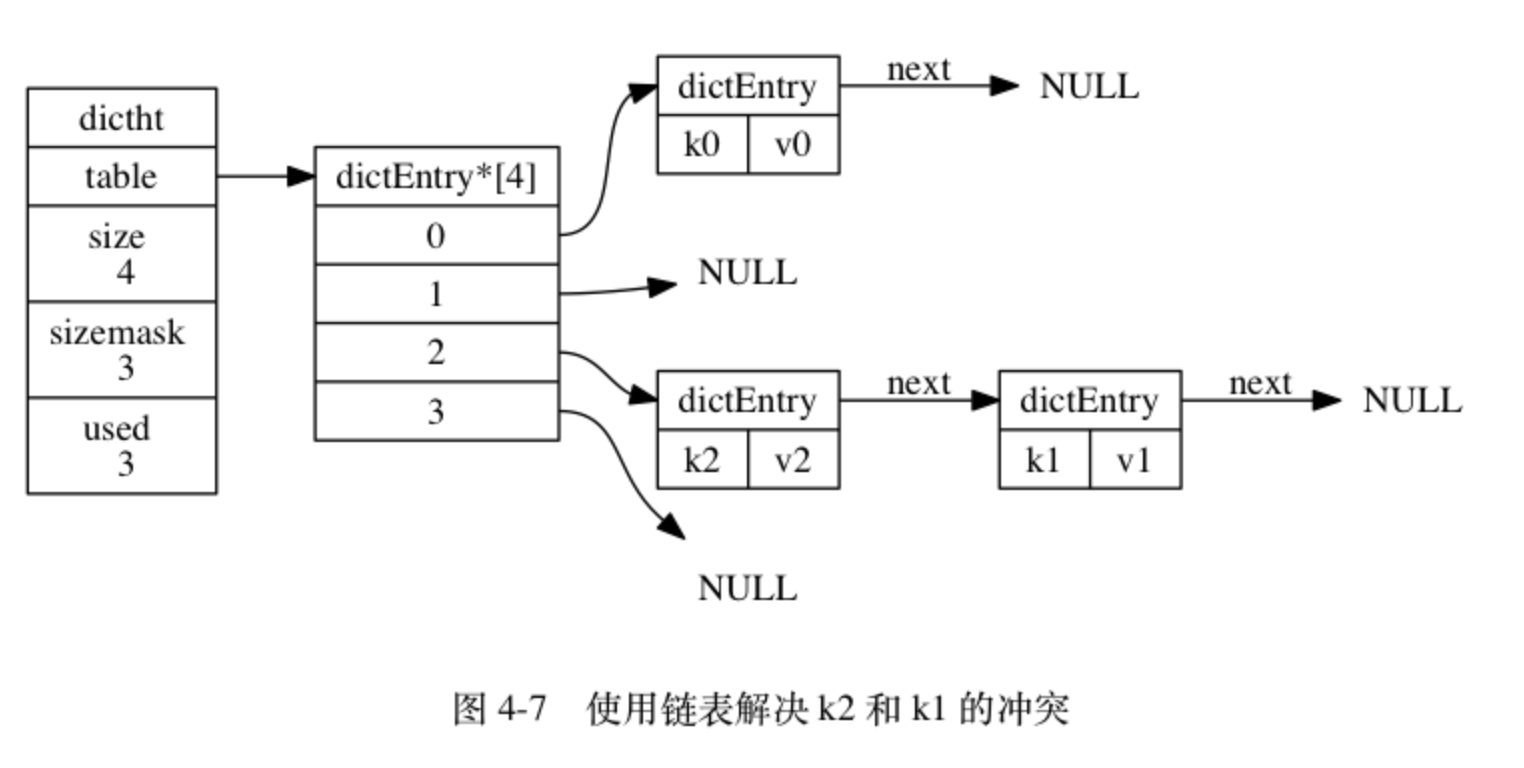 dictht
table
size
4
sizemask
3
used
3
dictEntry*[4]
0
1
2
3
dictEntry
k0 v0
next
NULL
NULL
dictEntry
k2 v2
next
dictEntry
k1 v1
next
NULL
NULL
图 4-7 使用链表解决 k2 和 k1 的冲突